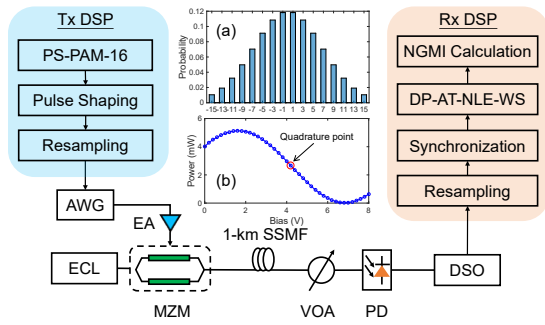 Tx DSP
PS-PAM-16
Pulse Shaping
Resampling
AWG
EA
ECL
MZM
(a)
Probability
0.12
0.1
0.08
0.06
0.04
0.02
0
-15 -13 -11 -9 -7 -5 -3 -1 1 3 5 7 9 11 13 15
(b)
Quadrature point
Power (mW)
6
4
2
0
0 2 4 6 8
Bias (V)
1-km SSMF
VOA
PD
DSO
Rx DSP
NGMI Calculation
DP-AT-NLE-WS
Synchronization
Resampling